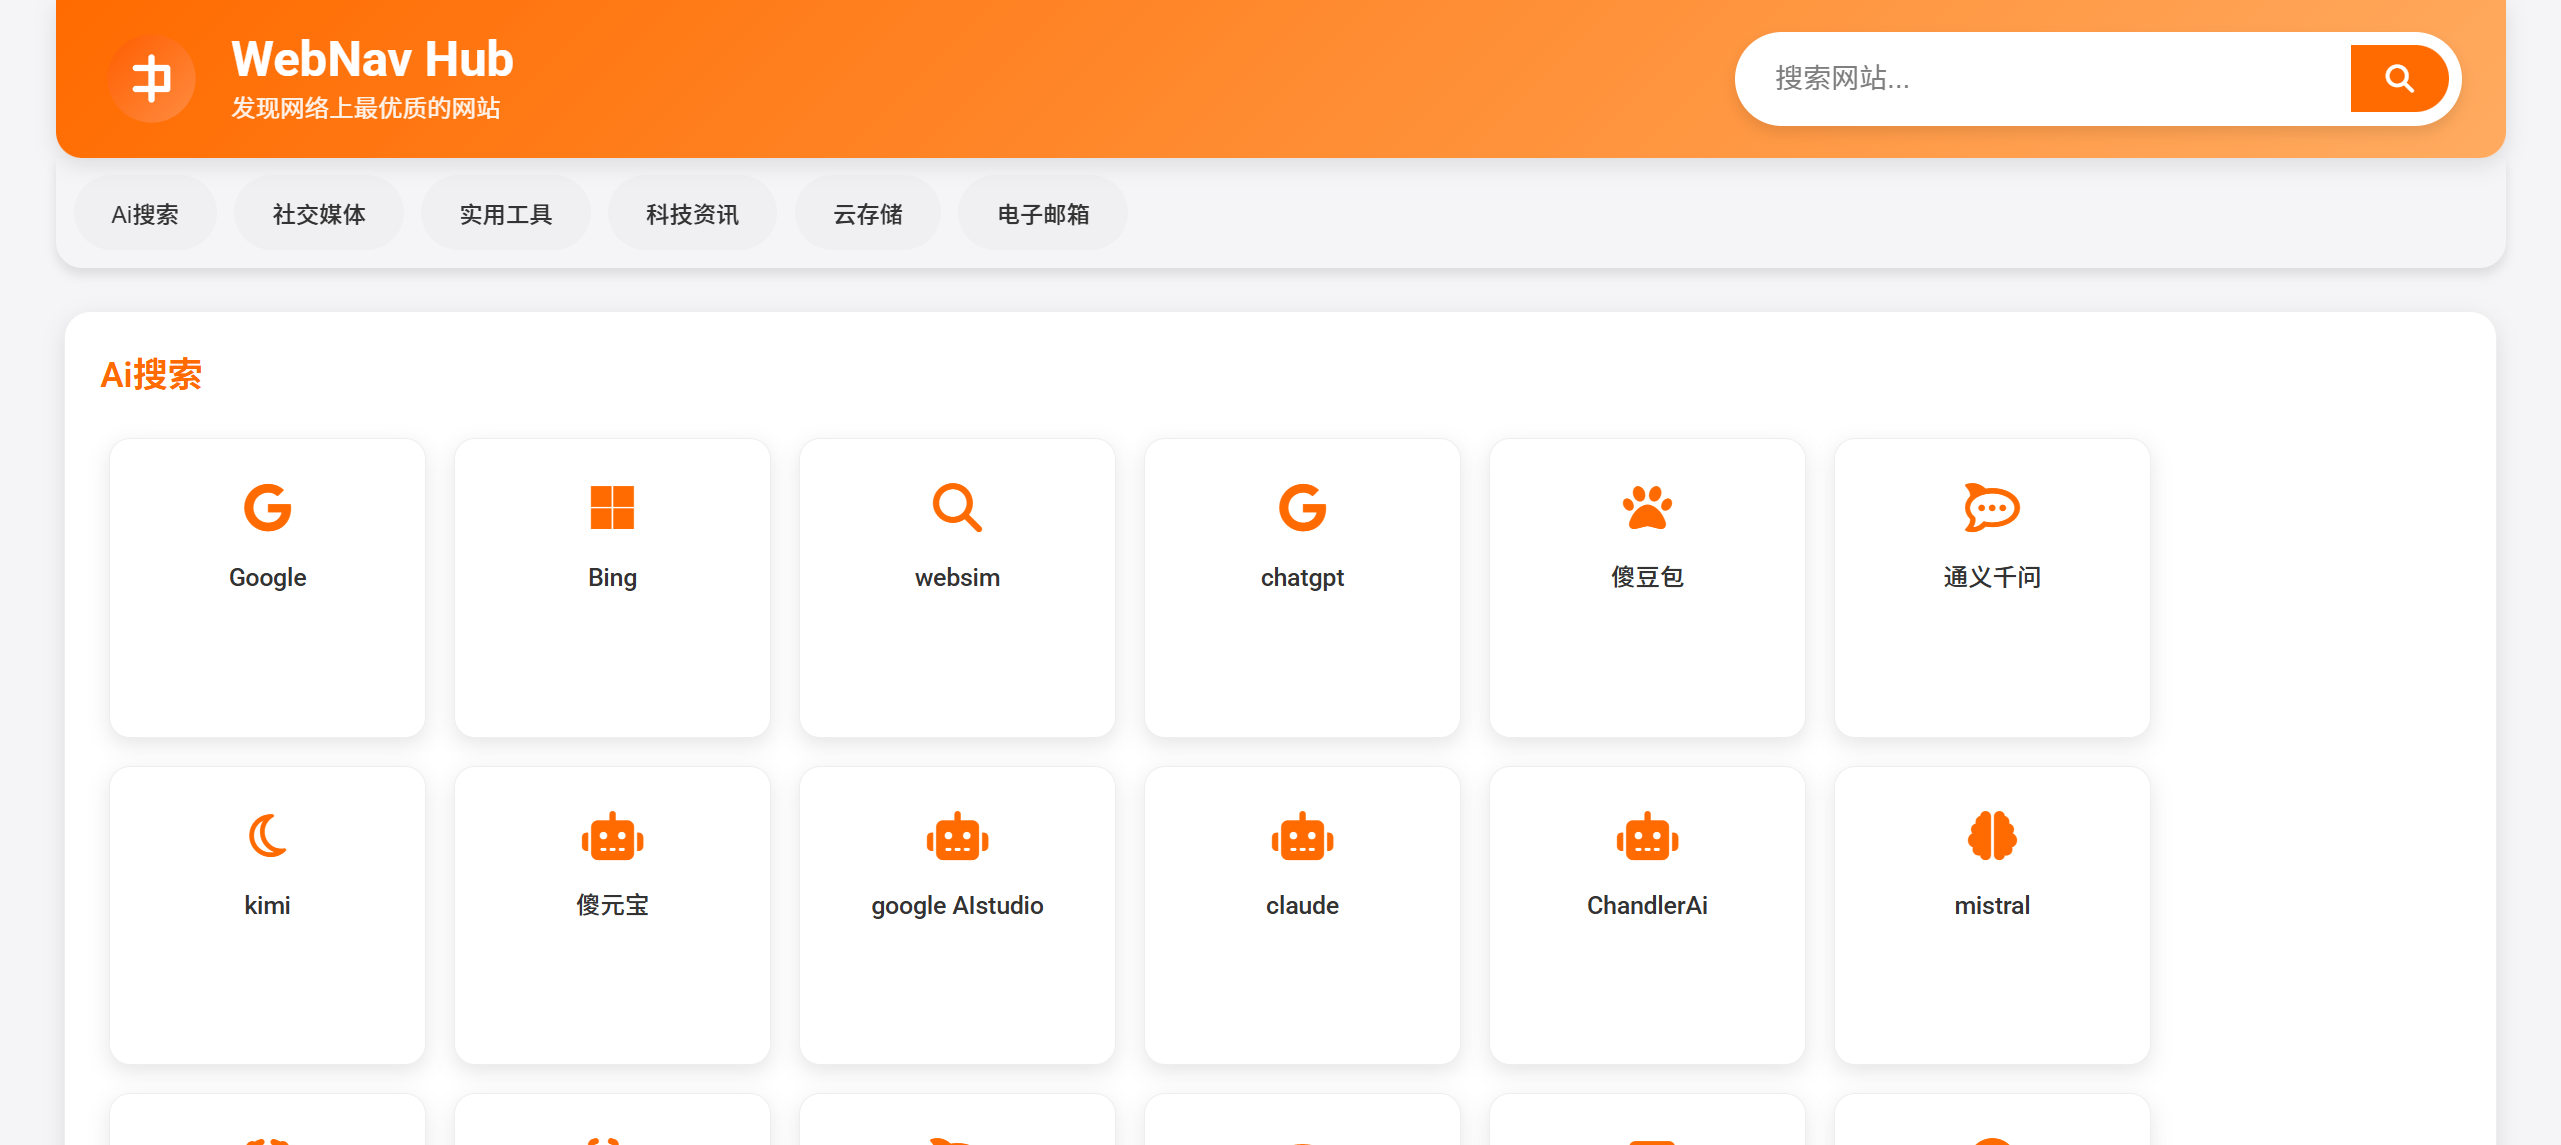 WebNav Hub
发现网络上最优质的网站
搜索网站...
Ai搜索
社交媒体
实用工具
科技资讯
云存储
电子邮箱
Ai搜索
Google
Bing
websim
chatgpt
傻豆包
通义千问
kimi
傻元宝
google AIstudio
claude
ChandlerAi
mistral